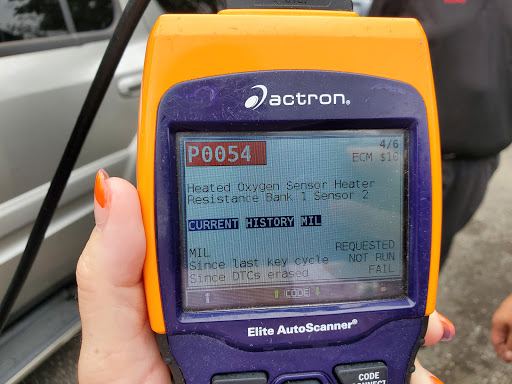 actron®
P0054 4/6
ECM $10
Heated Oxygen Sensor Heater
Resistance Bank 1 Sensor 2
CURRENT HISTORY MIL
MIL REQUESTED
Since last key cycle NOT RUN
Since DTCs erased FAIL
CODE
Elite AutoScanner®
CODE
CONNECT